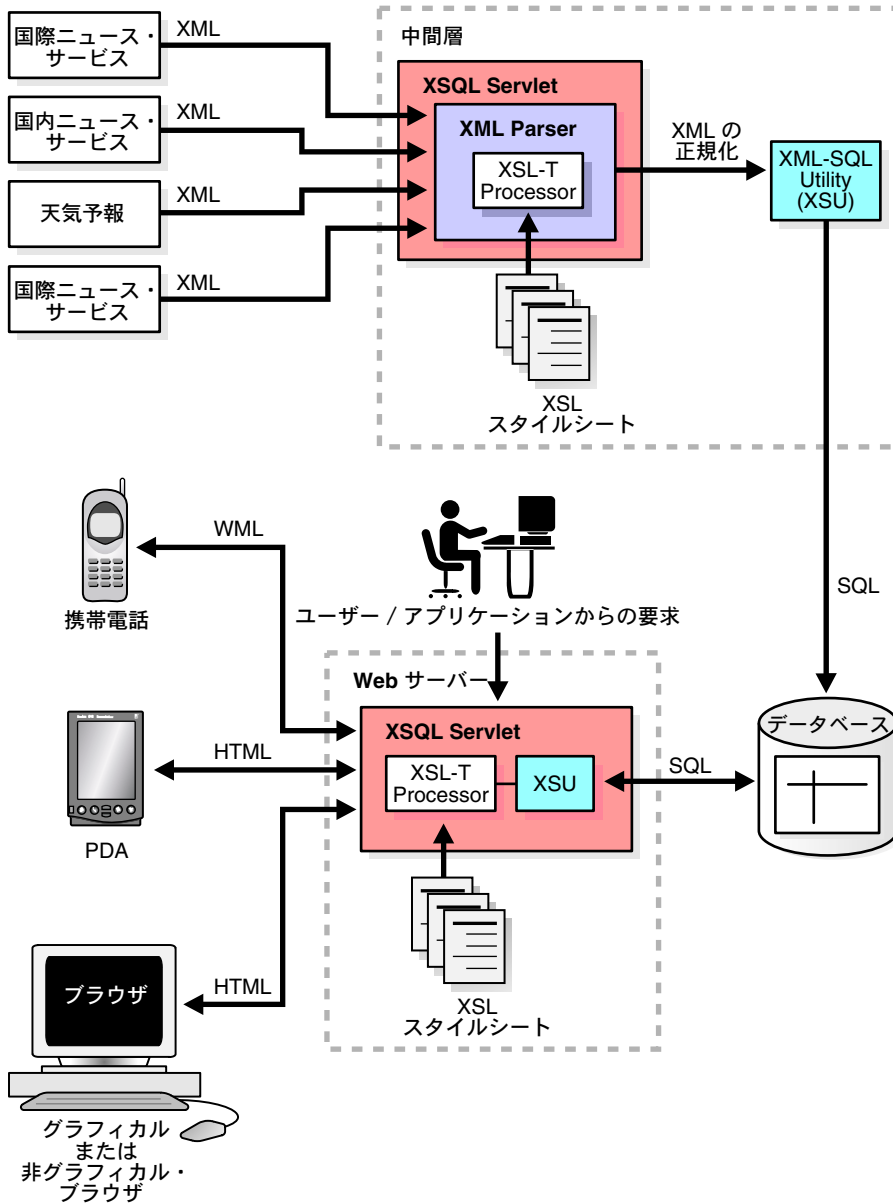 国際ニュース・
サービス
XML
国内ニュース・
サービス
XML
天気予報
XML
国際ニュース・
サービス
XML
中間層
XSQL Servlet
XML Parser
XSL-T
Processor
XML の
正規化
XML-SQL
Utility
(XSU)
XSL
スタイルシート
SQL
WML
携帯電話
ユーザー / アプリケーションからの要求
Web サーバー
XSQL Servlet
XSL-T
Processor
XSU
SQL
データベース
HTML
PDA
XSL
スタイルシート
ブラウザ
HTML
グラフィカル
または
非グラフィカル・
ブラウザ